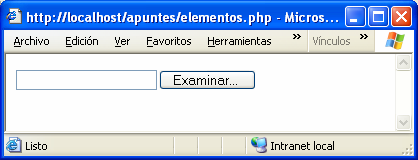 http://localhost/apuntes/elementos.php - Micros...
Archivo Edición Ver Favoritos Herramientas » Vínculos »
Examinar...
Listo Intranet local